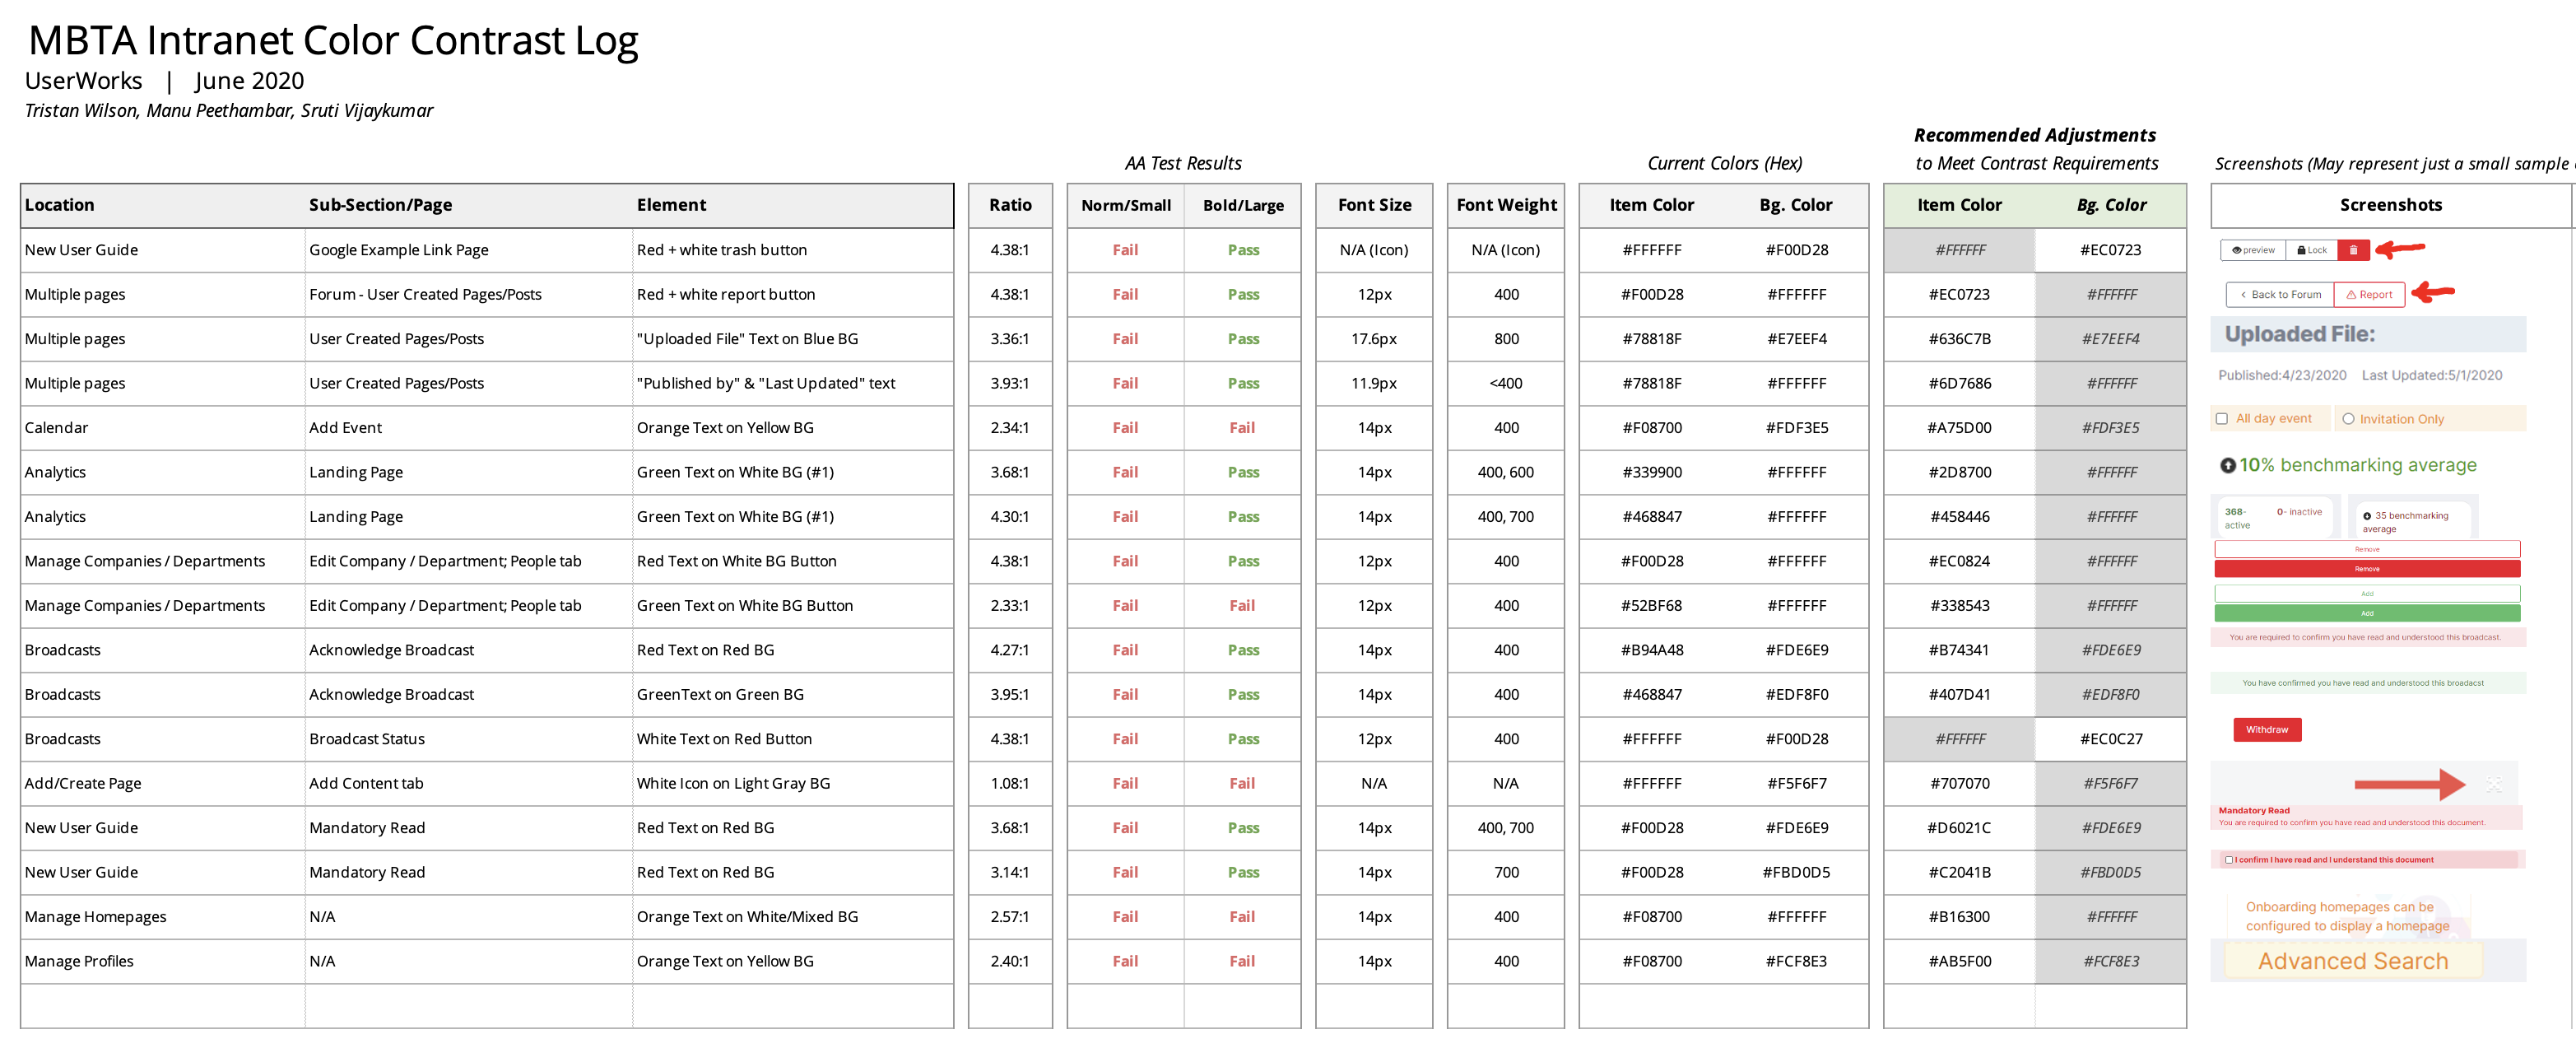 MBTA Intranet Color Contrast Log
UserWorks | June 2020
Tristan Wilson, Manu Peethambar, Sruti Vijaykumar
Recommended Adjustments
AA Test Results Current Colors (Hex) to Meet Contrast Requirements Screenshots (May represent just a small sample
Location Sub-Section/Page Element Ratio Norm/Small Bold/Large Font Size Font Weight Item Color Bg. Color Item Color Bg. Color Screenshots
New User Guide Google Example Link Page Red + white trash button 4.38:1 Fail Pass N/A (Icon) N/A (Icon) #FFFFFF #F00D28 #FFFFFF #EC0723 preview Lock
Multiple pages Forum - User Created Pages/Posts Red + white report button 4.38:1 Fail Pass 12px 400 #F00D28 #FFFFFF #EC0723 #FFFFFF < Back to Forum Report
Multiple pages User Created Pages/Posts "Uploaded File" Text on Blue BG 3.36:1 Fail Pass 17.6px 800 #78818F #E7EEF4 #636C7B #E7EEF4 Uploaded File:
Multiple pages User Created Pages/Posts "Published by" & "Last Updated" text 3.93:1 Fail Pass 11.9px <400 #78818F #FFFFFF #6D7686 #FFFFFF Published:4/23/2020 Last Updated:5/1/2020
Calendar Add Event Orange Text on Yellow BG 2.34:1 Fail Fail 14px 400 #F08700 #FDF3E5 #A75D00 #FDF3E5 All day event Invitation Only
Analytics Landing Page Green Text on White BG (#1) 3.68:1 Fail Pass 14px 400, 600 #339900 #FFFFFF #2D8700 #FFFFFF 10% benchmarking average
Analytics Landing Page Green Text on White BG (#1) 4.30:1 Fail Pass 14px 400, 700 #468847 #FFFFFF #458446 #FFFFFF 368- active 0- inactive 35 benchmarking average
Manage Companies / Departments Edit Company / Department; People tab Red Text on White BG Button 4.38:1 Fail Pass 12px 400 #F00D28 #FFFFFF #EC0824 #FFFFFF Remove
Remove
Manage Companies / Departments Edit Company / Department; People tab Green Text on White BG Button 2.33:1 Fail Fail 12px 400 #52BF68 #FFFFFF #338543 #FFFFFF Add
Add
Broadcasts Acknowledge Broadcast Red Text on Red BG 4.27:1 Fail Pass 14px 400 #B94A48 #FDE6E9 #B74341 #FDE6E9 You are required to confirm you have read and understood this broadcast.
Broadcasts Acknowledge Broadcast GreenText on Green BG 3.95:1 Fail Pass 14px 400 #468847 #EDF8F0 #407D41 #EDF8F0 You have confirmed you have read and understood this broadacst
Broadcasts Broadcast Status White Text on Red Button 4.38:1 Fail Pass 12px 400 #FFFFFF #F00D28 #FFFFFF #EC0C27 Withdraw
Add/Create Page Add Content tab White Icon on Light Gray BG 1.08:1 Fail Fail N/A N/A #FFFFFF #F5F6F7 #707070 #F5F6F7
New User Guide Mandatory Read Red Text on Red BG 3.68:1 Fail Pass 14px 400, 700 #F00D28 #FDE6E9 #D6021C #FDE6E9 Mandatory Read
You are required to confirm you have read and understood this document.
New User Guide Mandatory Read Red Text on Red BG 3.14:1 Fail Pass 14px 700 #F00D28 #FBD0D5 #C2041B #FBD0D5 I confirm I have read and I understand this document
Manage Homepages N/A Orange Text on White/Mixed BG 2.57:1 Fail Fail 14px 400 #F08700 #FFFFFF #B16300 #FFFFFF Onboarding homepages can be
configured to display a homepage
Manage Profiles N/A Orange Text on Yellow BG 2.40:1 Fail Fail 14px 400 #F08700 #FCF8E3 #AB5F00 #FCF8E3 Advanced Search